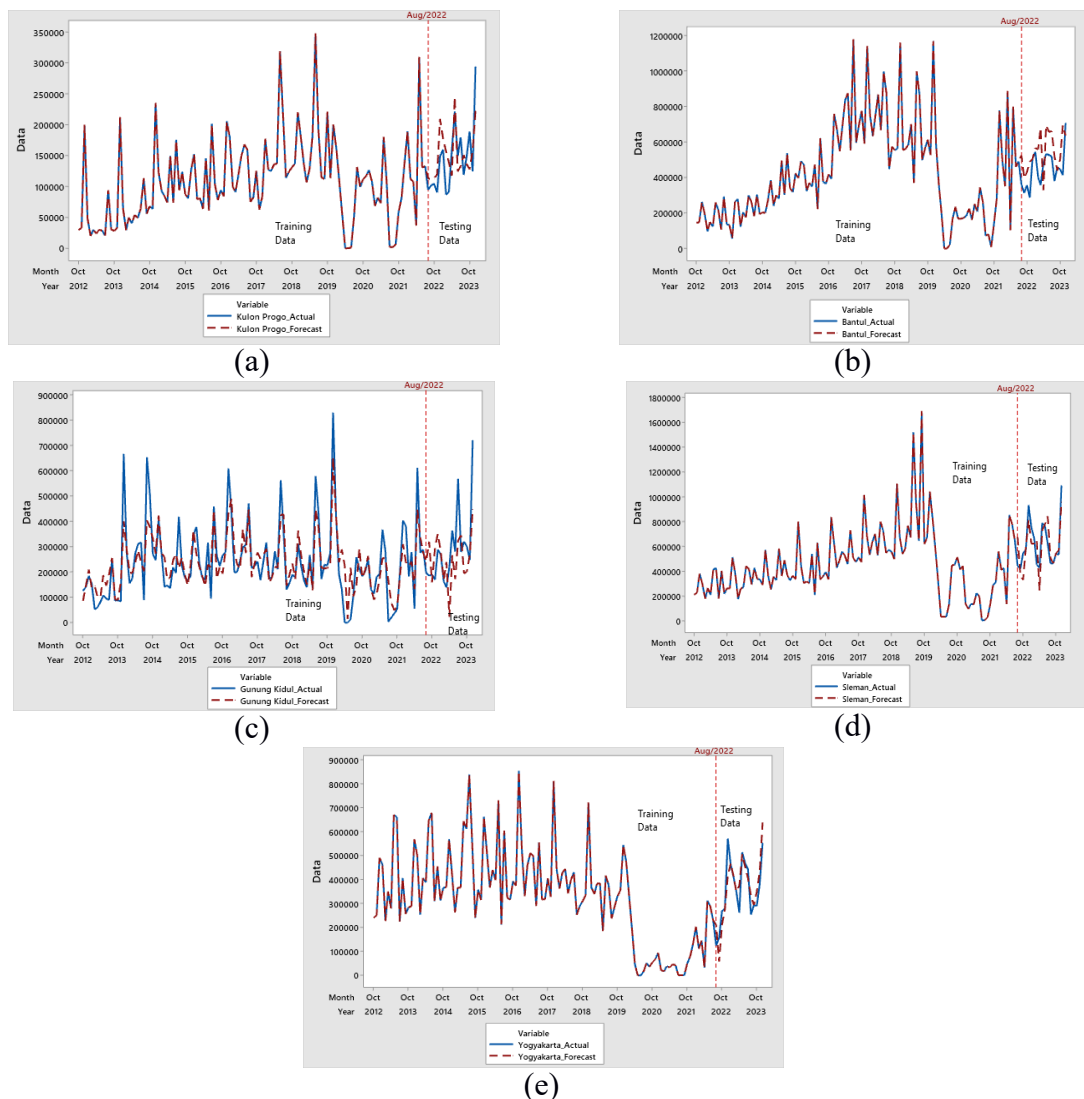 Aug/2022
350000
300000
250000
200000
150000
100000
50000
0
Data
Training
Data
Testing
Data
Month Oct Oct Oct Oct Oct Oct Oct Oct Oct Oct Oct Oct
Year 2012 2013 2014 2015 2016 2017 2018 2019 2020 2021 2022 2023
Variable
Kulon Progo_Actual
Kulon Progo_Forecast
(a)
Aug/2022
1200000
1000000
800000
600000
400000
200000
0
Data
Training
Data
Testing
Data
Month Oct Oct Oct Oct Oct Oct Oct Oct Oct Oct Oct Oct
Year 2012 2013 2014 2015 2016 2017 2018 2019 2020 2021 2022 2023
Variable
Bantul_Actual
Bantul_Forecast
(b)
Aug/2022
900000
800000
700000
600000
500000
400000
300000
200000
100000
0
Data
Training
Data
Testing
Data
Month Oct Oct Oct Oct Oct Oct Oct Oct Oct Oct Oct Oct
Year 2012 2013 2014 2015 2016 2017 2018 2019 2020 2021 2022 2023
Variable
Gunung Kidul_Actual
Gunung Kidul_Forecast
(c)
Aug/2022
1800000
1600000
1400000
1200000
1000000
800000
600000
400000
200000
0
Data
Training
Data
Testing
Data
Month Oct Oct Oct Oct Oct Oct Oct Oct Oct Oct Oct Oct
Year 2012 2013 2014 2015 2016 2017 2018 2019 2020 2021 2022 2023
Variable
Sleman_Actual
Sleman_Forecast
(d)
Aug/2022
900000
800000
700000
600000
500000
400000
300000
200000
100000
0
Data
Training
Data
Testing
Data
Month Oct Oct Oct Oct Oct Oct Oct Oct Oct Oct Oct Oct
Year 2012 2013 2014 2015 2016 2017 2018 2019 2020 2021 2022 2023
Variable
Yogyakarta_Actual
Yogyakarta_Forecast
(e)